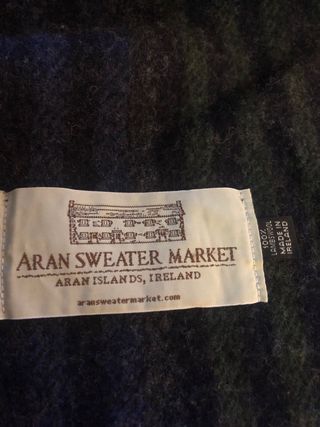 ARAN SWEATER MARKET
ARAN ISLANDS, IRELAND
aransweatermarket.com
100%
LAMBSWOOL
MADE IN
IRELAND